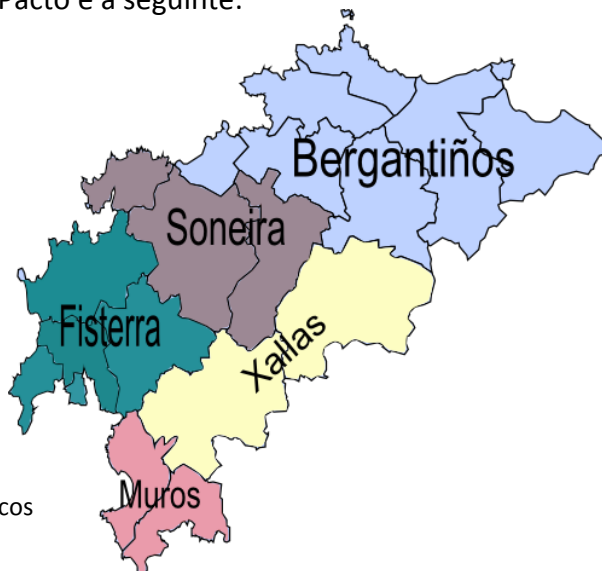 Pacto é a seguinte:
Bergantiños
Soneira
Fisterra
Xallas
Muros
cos